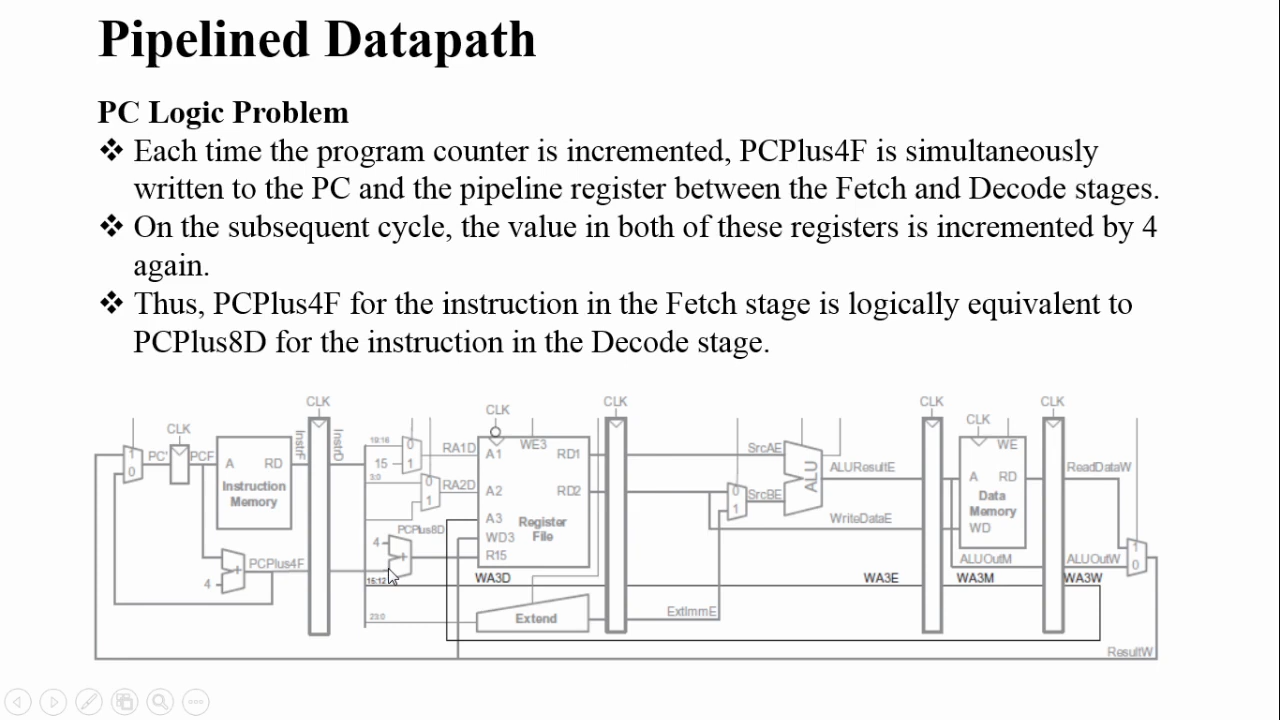 Pipelined Datapath
PC Logic Problem
❖ Each time the program counter is incremented, PCPlus4F is simultaneously
written to the PC and the pipeline register between the Fetch and Decode stages.
❖ On the subsequent cycle, the value in both of these registers is incremented by 4
again.
❖ Thus, PCPlus4F for the instruction in the Fetch stage is logically equivalent to
PCPlus8D for the instruction in the Decode stage.
CLK CLK CLK CLK
CLK CLK CLK
1 0 PC' PCF
A RD
Instruction
Memory
InstrF InstrD
4 + PCPlus4F
19:16
15
0 1 RA1D
3:0
0 1 RA2D
PCPlus8D
4 +
15:12
23:0
A1 WE3 RD1
A2 RD2
A3
WD3
R15
Register
File
WA3D
Extend
ExtImmE
SrcAE
0 1 SrcBE
ALU
ALUResultE
WriteDataE
WA3E
WE
A RD
Data
Memory
WD
ALUOutM
WA3M
ReadDataW
ALUOutW
WA3W
1 0
ResultW